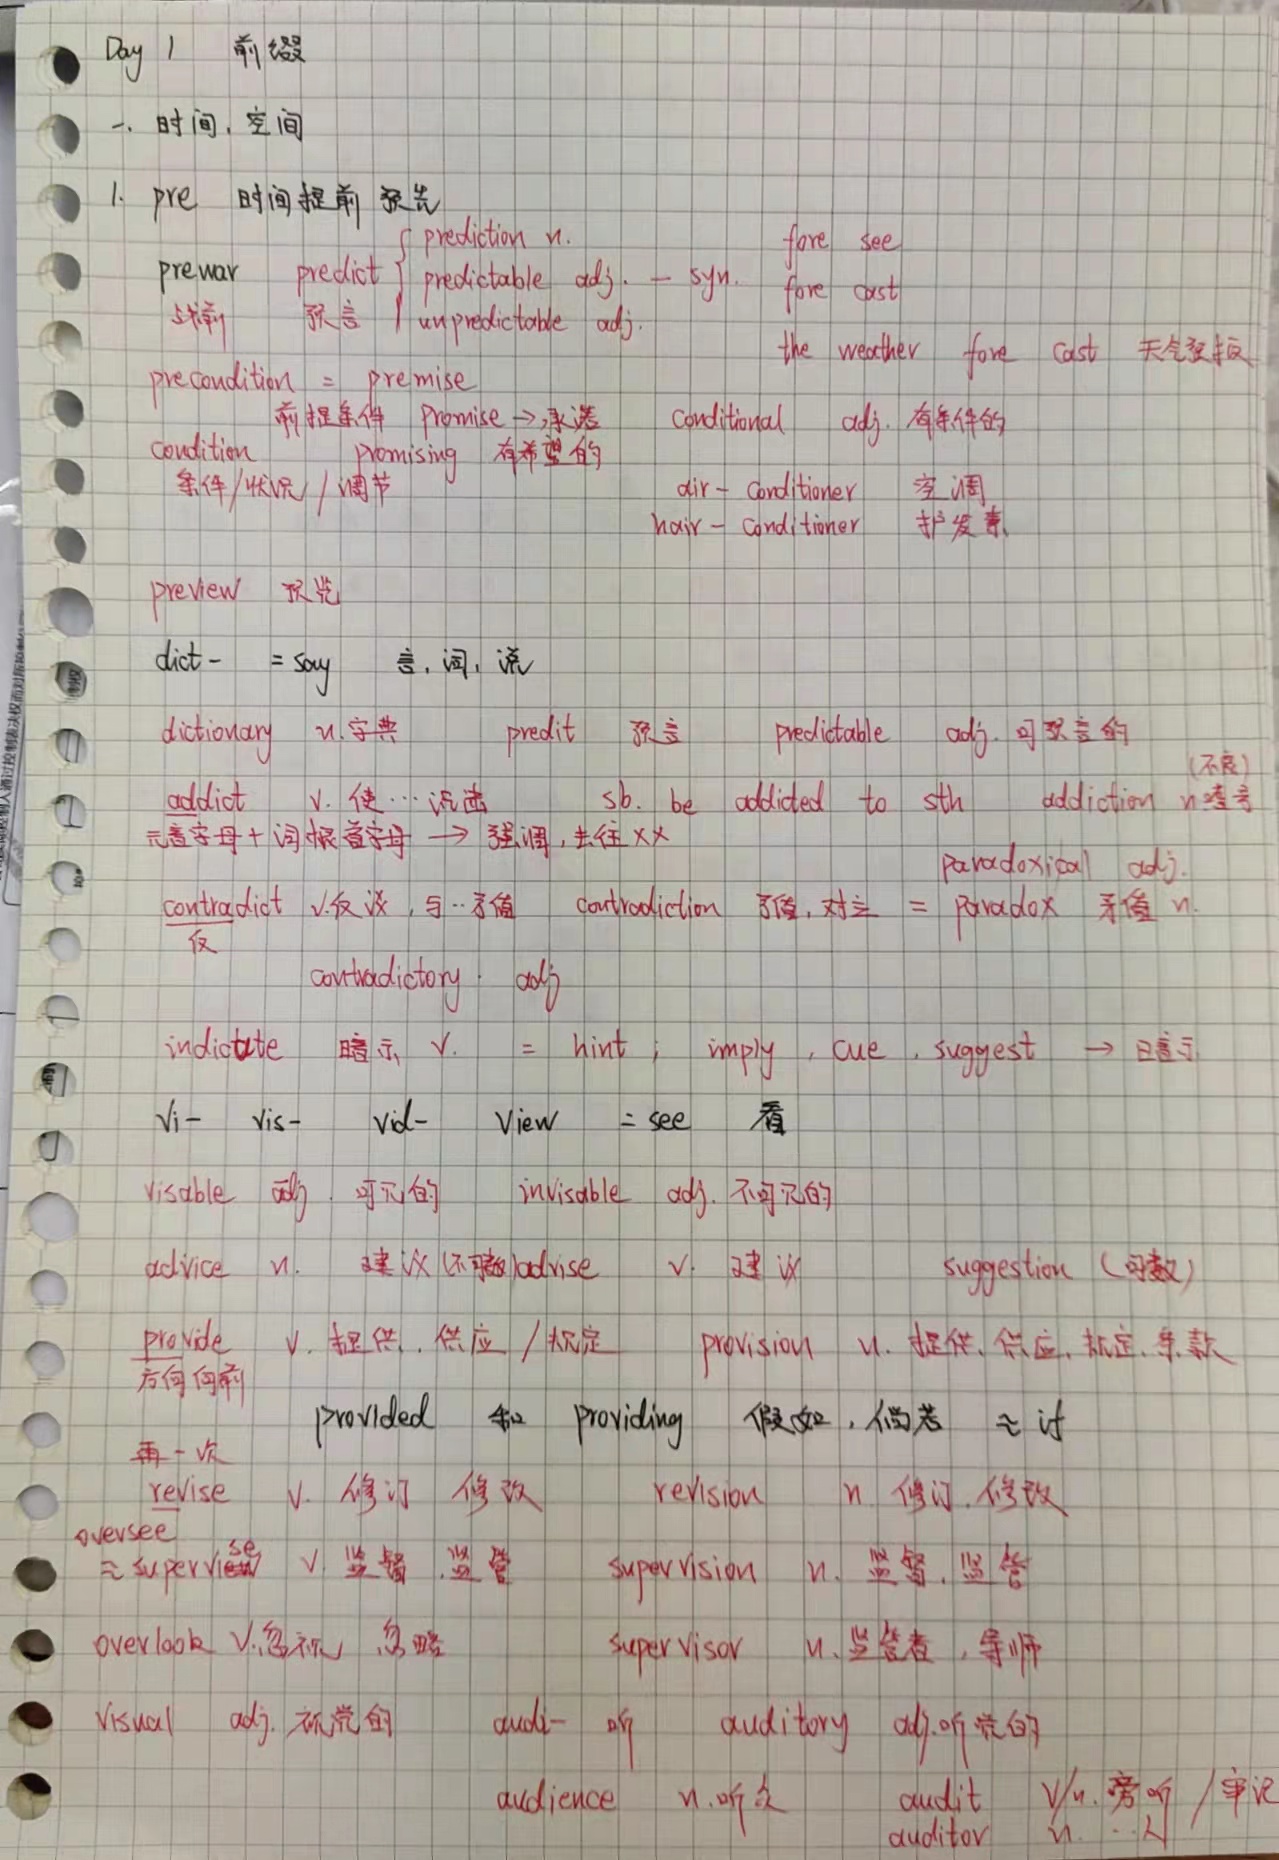 Day 1 前缀
一. 时间、空间
1. pre 时间提前 预先
prediction n. fore see
prewar predict predictable adj. — syn. fore cast
战前 预言 unpredictable adj.
the weather fore cast 天气预报
precondition = premise
前提条件 promise → 承诺 conditional adj. 有条件的
condition promising 有希望的
条件/状况/调节 air - conditioner 空调
hair - conditioner 护发素
preview 预览
dict - = say 言, 词, 说
dictionary n. 字典 predit 预言 predictable adj. 可预言的
(不良)
addict v. 使…沉迷 sb. be addicted to sth addiction n 嗜好
元音字母 + 词根首字母 → 强调, 去往××
paradoxical adj.
contradict v. 反议, 与…矛盾 contradiction 矛盾, 对立 = paradox 矛盾 n.
反
contradictory adj
indictate 暗示 v. = hint ; imply , cue , suggest → 暗示
Vi- vis- vid- view = see 看
visable adj. 可见的 invisable adj. 不可见的
advice n. 建议 (不可数) advise v. 建议 suggestion (可数)
provide v. 提供, 供应 / 规定 provision n. 提供、供应、规定、条款
方向向前
provided 和 providing 假如, 倘若 ≈ if
再一次
revise v. 修订 修改 revision n. 修订、修改
oversee
≈ supervise v. 监督, 监管 supervision n. 监督, 监管
overlook v. 忽视 忽略 supervisor n. 监管者, 导师
visual adj. 视觉的 audi- 听 auditory adj. 听觉的
audience n. 听众 audit v/n. 旁听 / 审记
auditor n. …人